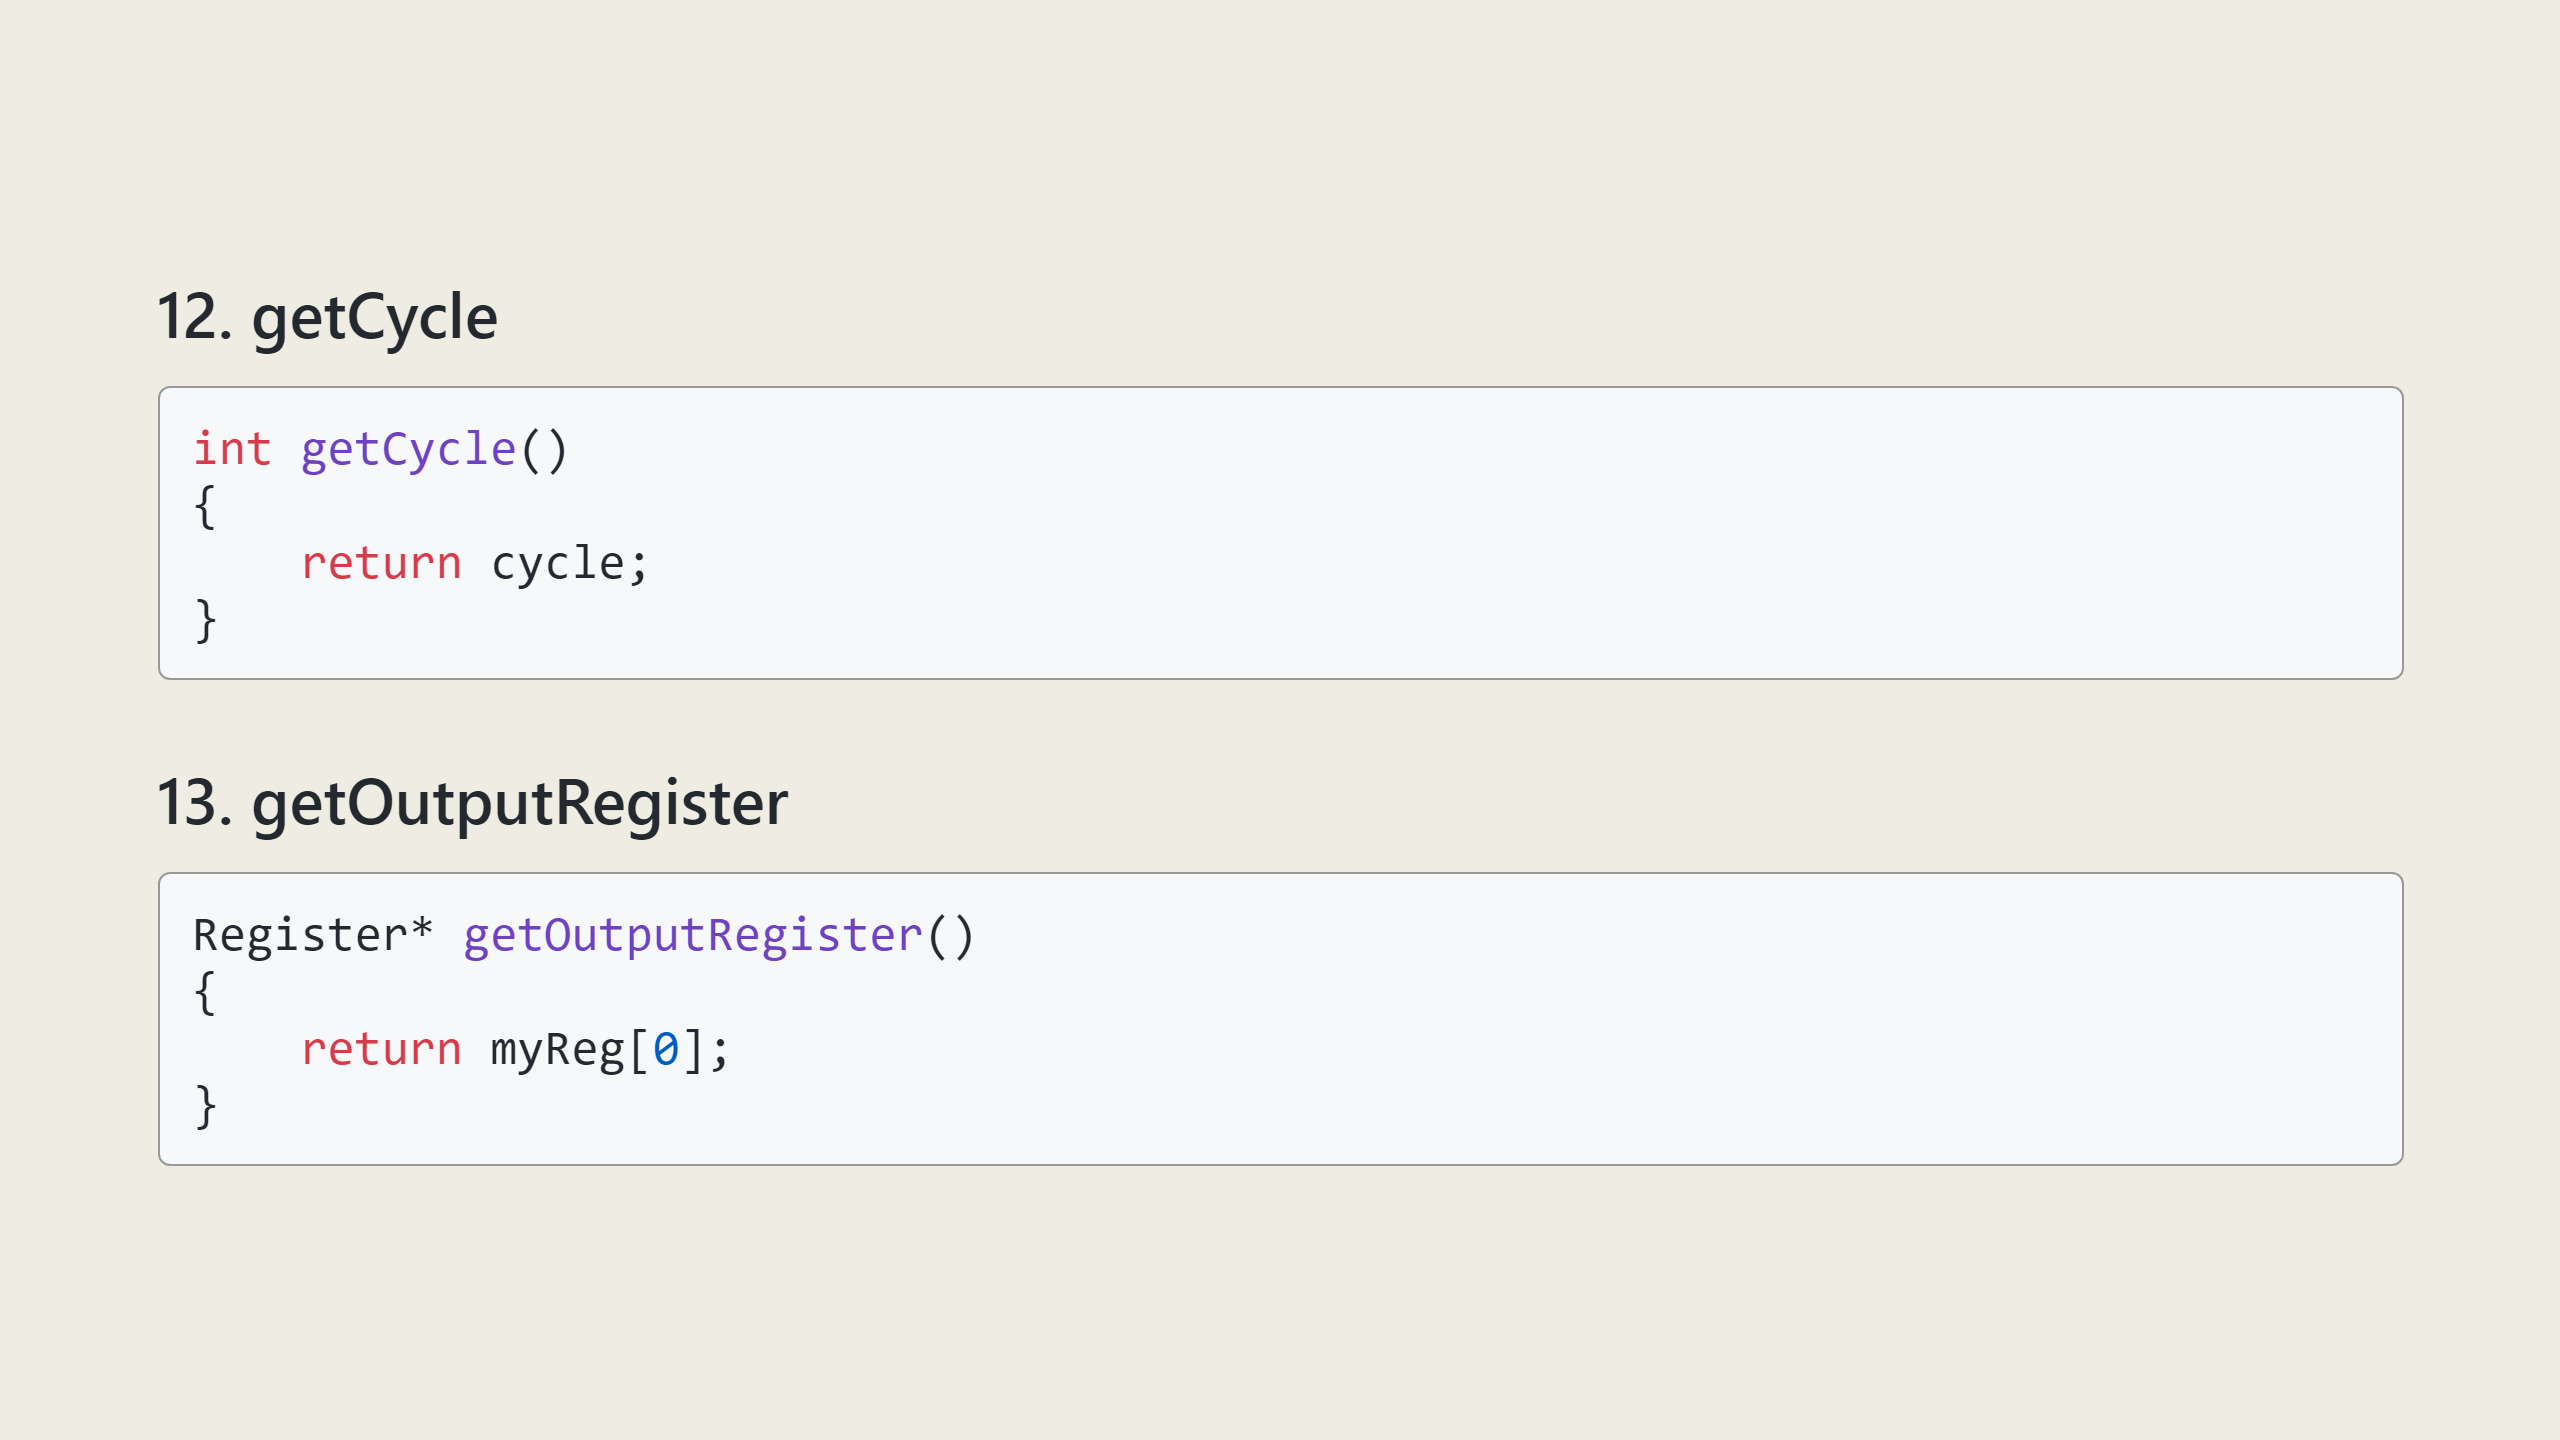 12. getCycle
int getCycle()
{
    return cycle;
}
13. getOutputRegister
Register* getOutputRegister()
{
    return myReg[0];
}